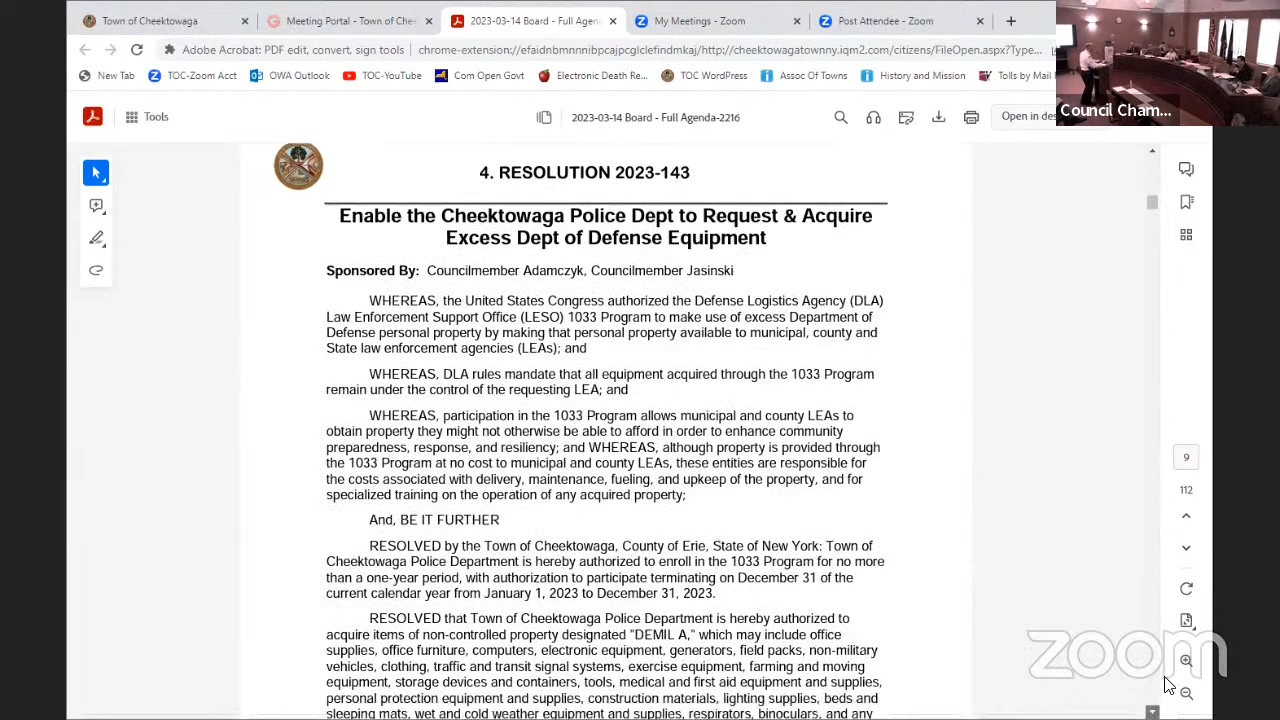 Town of Cheektowaga
Meeting Portal - Town of Che
2023-03-14 Board - Full Agen
My Meetings - Zoom
Post Attendee - Zoom
Adobe Acrobat: PDF edit, convert, sign tools
chrome-extension://efaidnbmnnnibpcajpcglclefindmkaj/http://cheektowagatownny.iqm2.com/citizens/FileOpen.aspx?Type...
New Tab
TOC-Zoom Acct
OWA Outlook
TOC-YouTube
Com Open Govt
Electronic Death Re...
TOC WordPress
Assoc Of Towns
History and Mission
Tolls by Mail
Council Cham...
Tools
2023-03-14 Board - Full Agenda-2216
Open in des
4. RESOLUTION 2023-143
Enable the Cheektowaga Police Dept to Request & Acquire
Excess Dept of Defense Equipment
Sponsored By: Councilmember Adamczyk, Councilmember Jasinski
WHEREAS, the United States Congress authorized the Defense Logistics Agency (DLA)
Law Enforcement Support Office (LESO) 1033 Program to make use of excess Department of
Defense personal property by making that personal property available to municipal, county and
State law enforcement agencies (LEAs); and
WHEREAS, DLA rules mandate that all equipment acquired through the 1033 Program
remain under the control of the requesting LEA; and
WHEREAS, participation in the 1033 Program allows municipal and county LEAs to
obtain property they might not otherwise be able to afford in order to enhance community
preparedness, response, and resiliency; and WHEREAS, although property is provided through
the 1033 Program at no cost to municipal and county LEAs, these entities are responsible for
the costs associated with delivery, maintenance, fueling, and upkeep of the property, and for
specialized training on the operation of any acquired property;
And, BE IT FURTHER
RESOLVED by the Town of Cheektowaga, County of Erie, State of New York: Town of
Cheektowaga Police Department is hereby authorized to enroll in the 1033 Program for no more
than a one-year period, with authorization to participate terminating on December 31 of the
current calendar year from January 1, 2023 to December 31, 2023.
RESOLVED that Town of Cheektowaga Police Department is hereby authorized to
acquire items of non-controlled property designated "DEMIL A," which may include office
supplies, office furniture, computers, electronic equipment, generators, field packs, non-military
vehicles, clothing, traffic and transit signal systems, exercise equipment, farming and moving
equipment, storage devices and containers, tools, medical and first aid equipment and supplies,
personal protection equipment and supplies, construction materials, lighting supplies, beds and
sleeping mats, wet and cold weather equipment and supplies, respirators, binoculars, and any
9
112
zoom